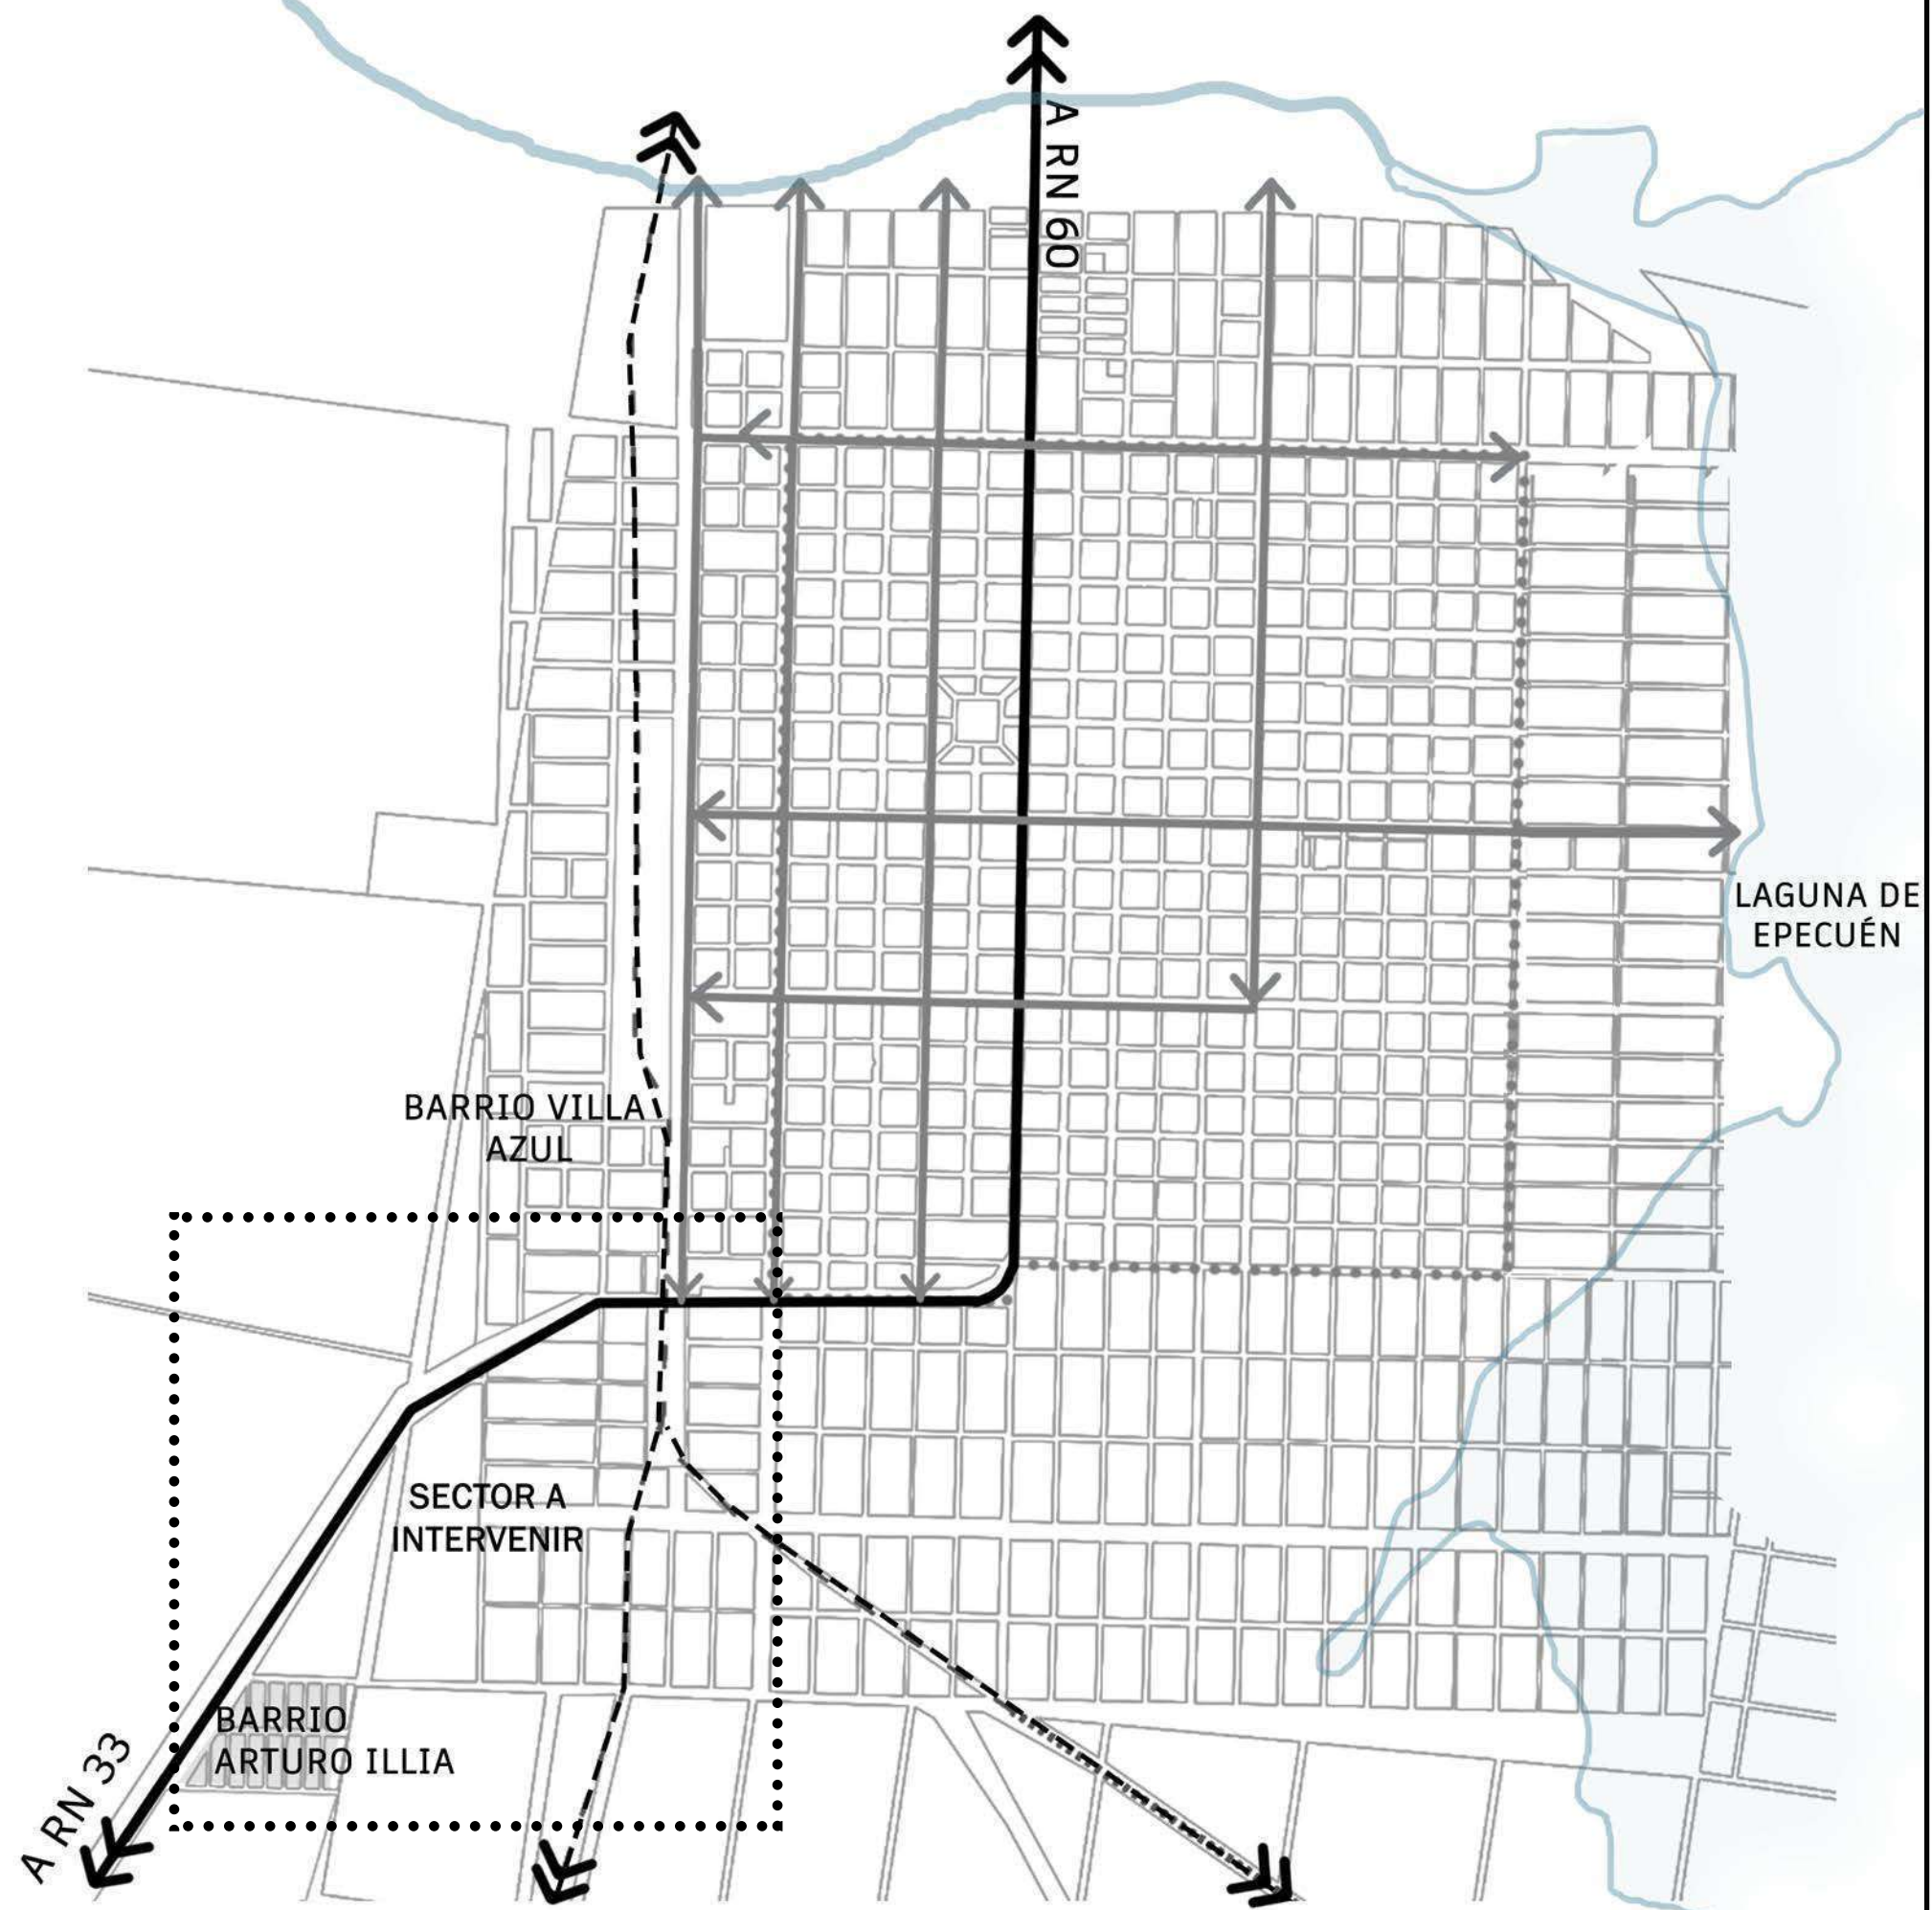 A RN 60
LAGUNA DE
EPECUÉN
BARRIO VILLA
AZUL
SECTOR A
INTERVENIR
BARRIO
ARTURO ILLIA
A RN 33